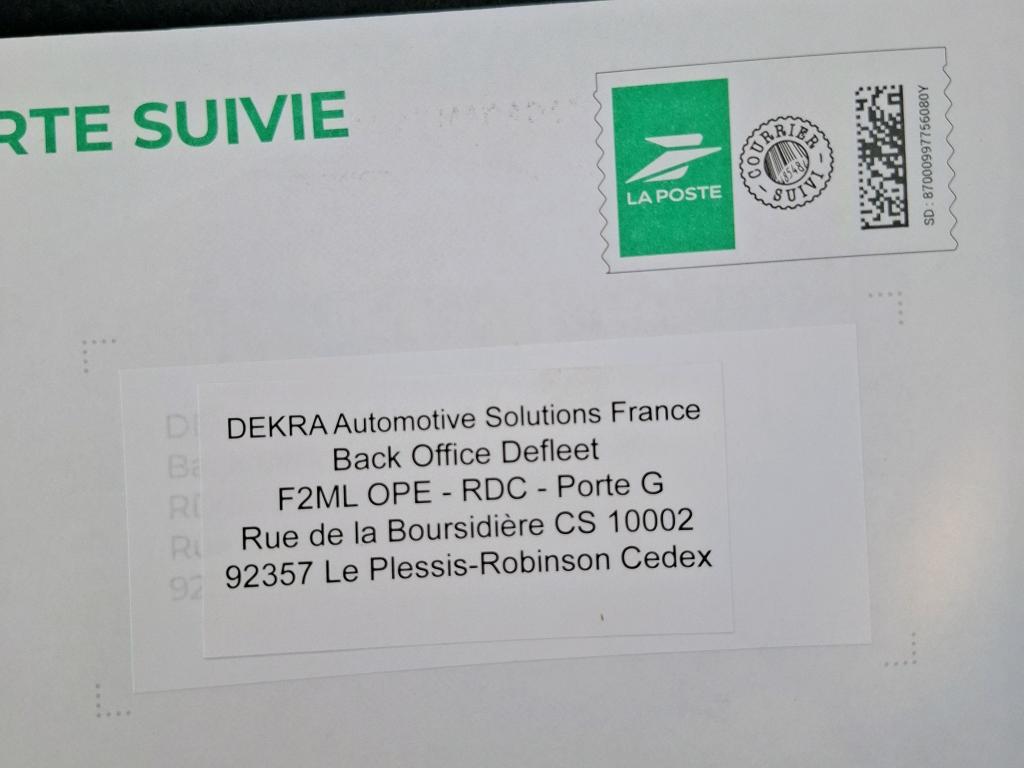 RTE SUIVIE
LA POSTE
COURRIER
SUIVI
SD : 87000997756080Y
DEKRA Automotive Solutions France
Back Office Defleet
F2ML OPE - RDC - Porte G
Rue de la Boursidière CS 10002
92357 Le Plessis-Robinson Cedex